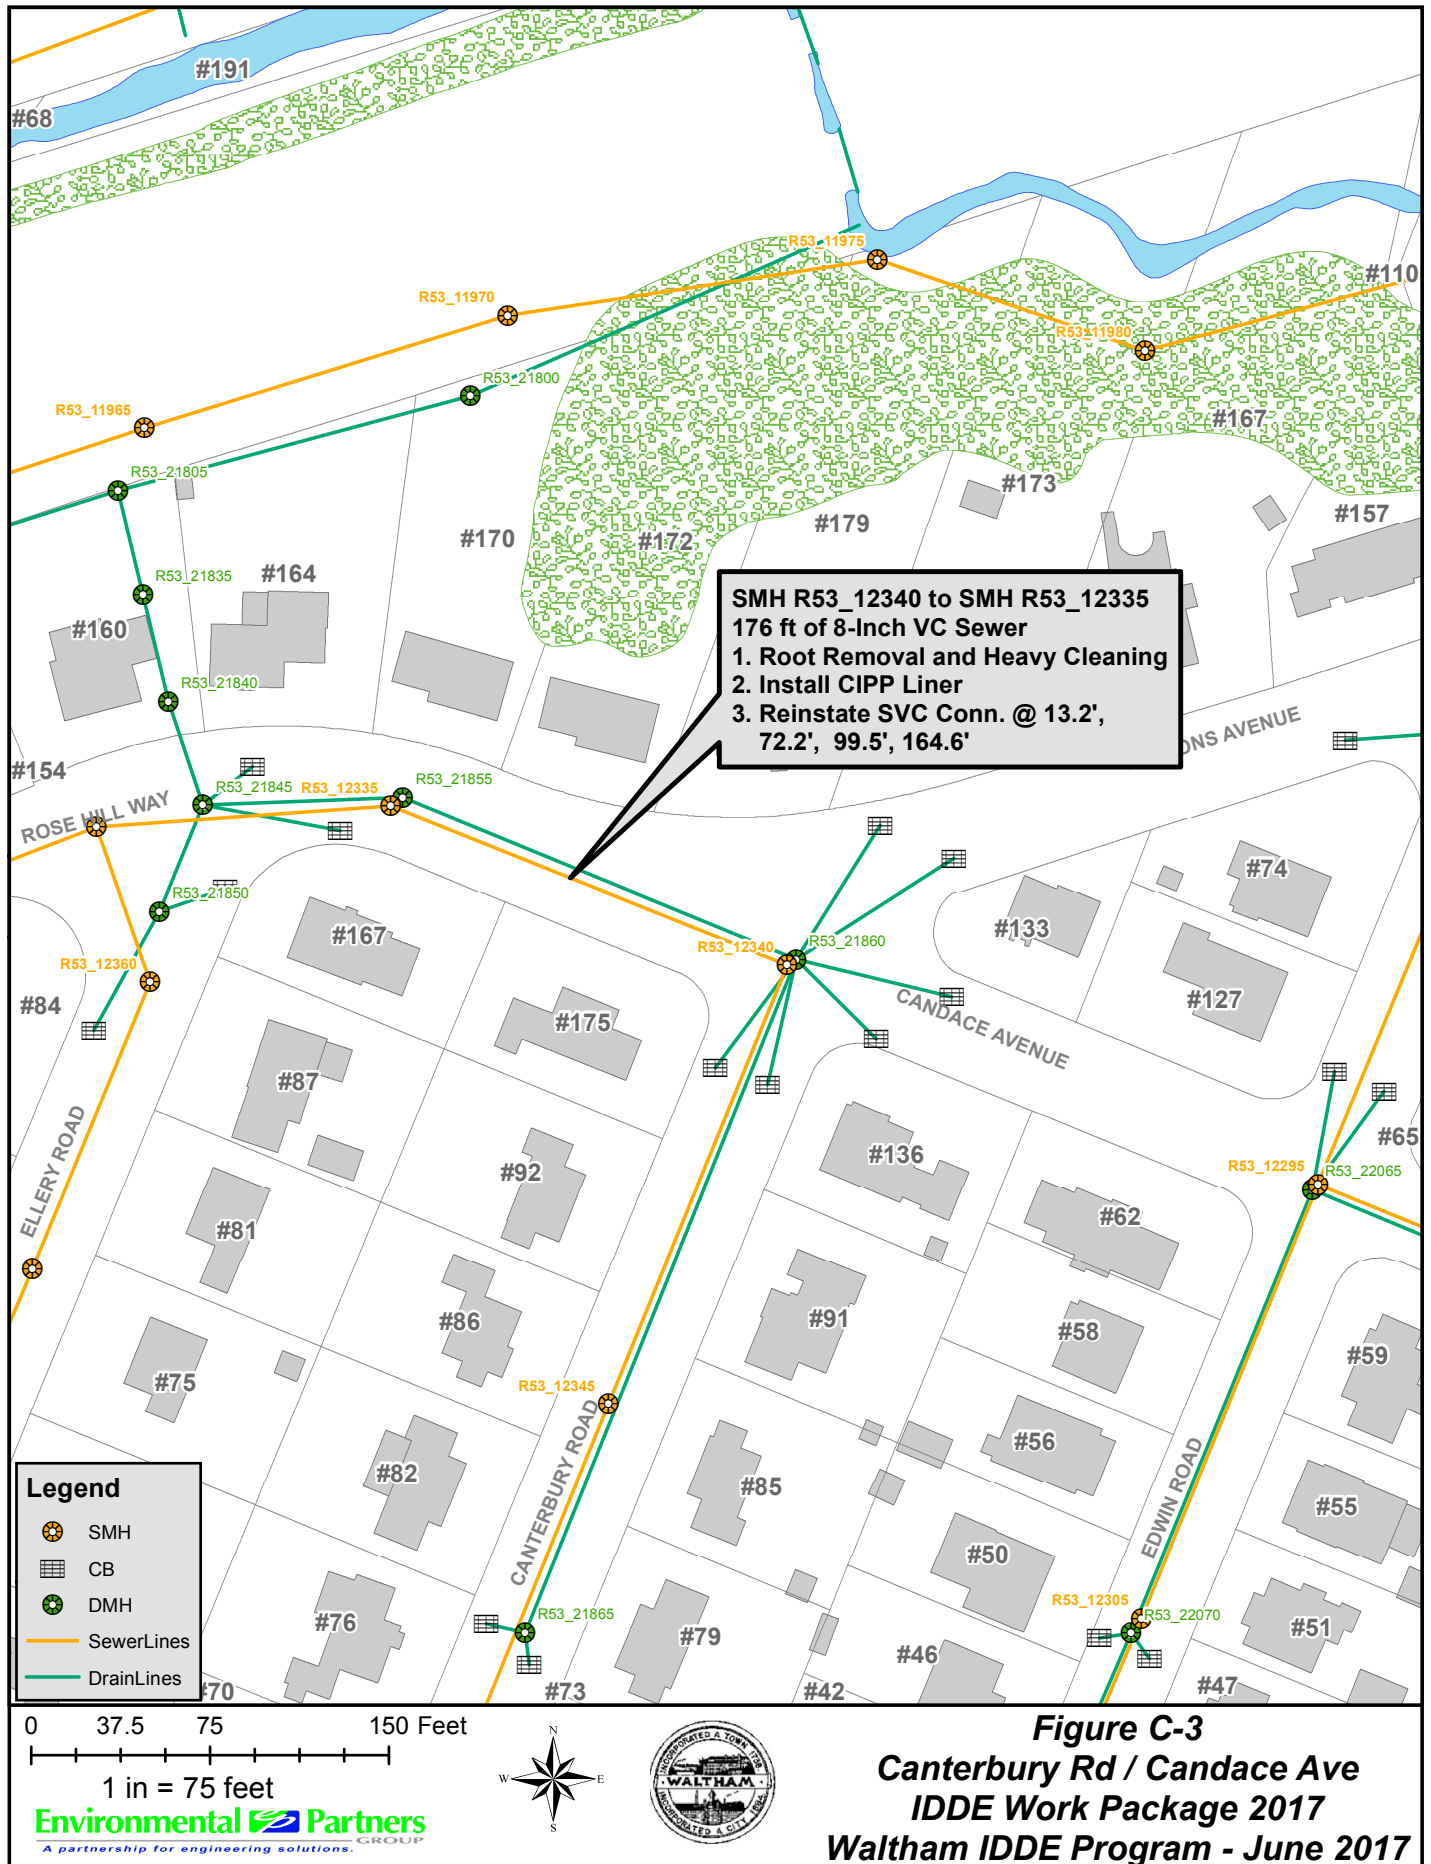 #191
#68
R53_11975
#110
R53_11970
R53_11980
R53_21800
R53_11965
#167
R53_21805
#173
#157
#179
#170
#172
R53_21835
#164
SMH R53_12340 to SMH R53_12335
176 ft of 8-Inch VC Sewer
1. Root Removal and Heavy Cleaning
2. Install CIPP Liner
3. Reinstate SVC Conn. @ 13.2',
72.2', 99.5', 164.6'
#160
R53_21840
ONS AVENUE
#154
R53_21845
R53_12335
R53_21855
ROSE HILL WAY
R53_21850
#74
#167
#133
R53_12340
R53_21860
R53_12360
#84
#127
CANDACE AVENUE
#175
#87
#65
#136
#92
R53_12295
R53_22065
ELLERY ROAD
#81
#62
#86
#91
#58
#59
#75
R53_12345
#56
#82
#85
CANTERBURY ROAD
EDWIN ROAD
#55
#50
Legend
SMH
CB
DMH
SewerLines
DrainLines
R53_12305
R53_22070
R53_21865
#76
#79
#51
#46
#70
#73
#42
#47
0 37.5 75 150 Feet
1 in = 75 feet
Environmental Partners
GROUP
A partnership for engineering solutions.
N
W E
S
INCORPORATED A TOWN 1738
WALTHAM
INCORPORATED A CITY 1884
Figure C-3
Canterbury Rd / Candace Ave
IDDE Work Package 2017
Waltham IDDE Program - June 2017